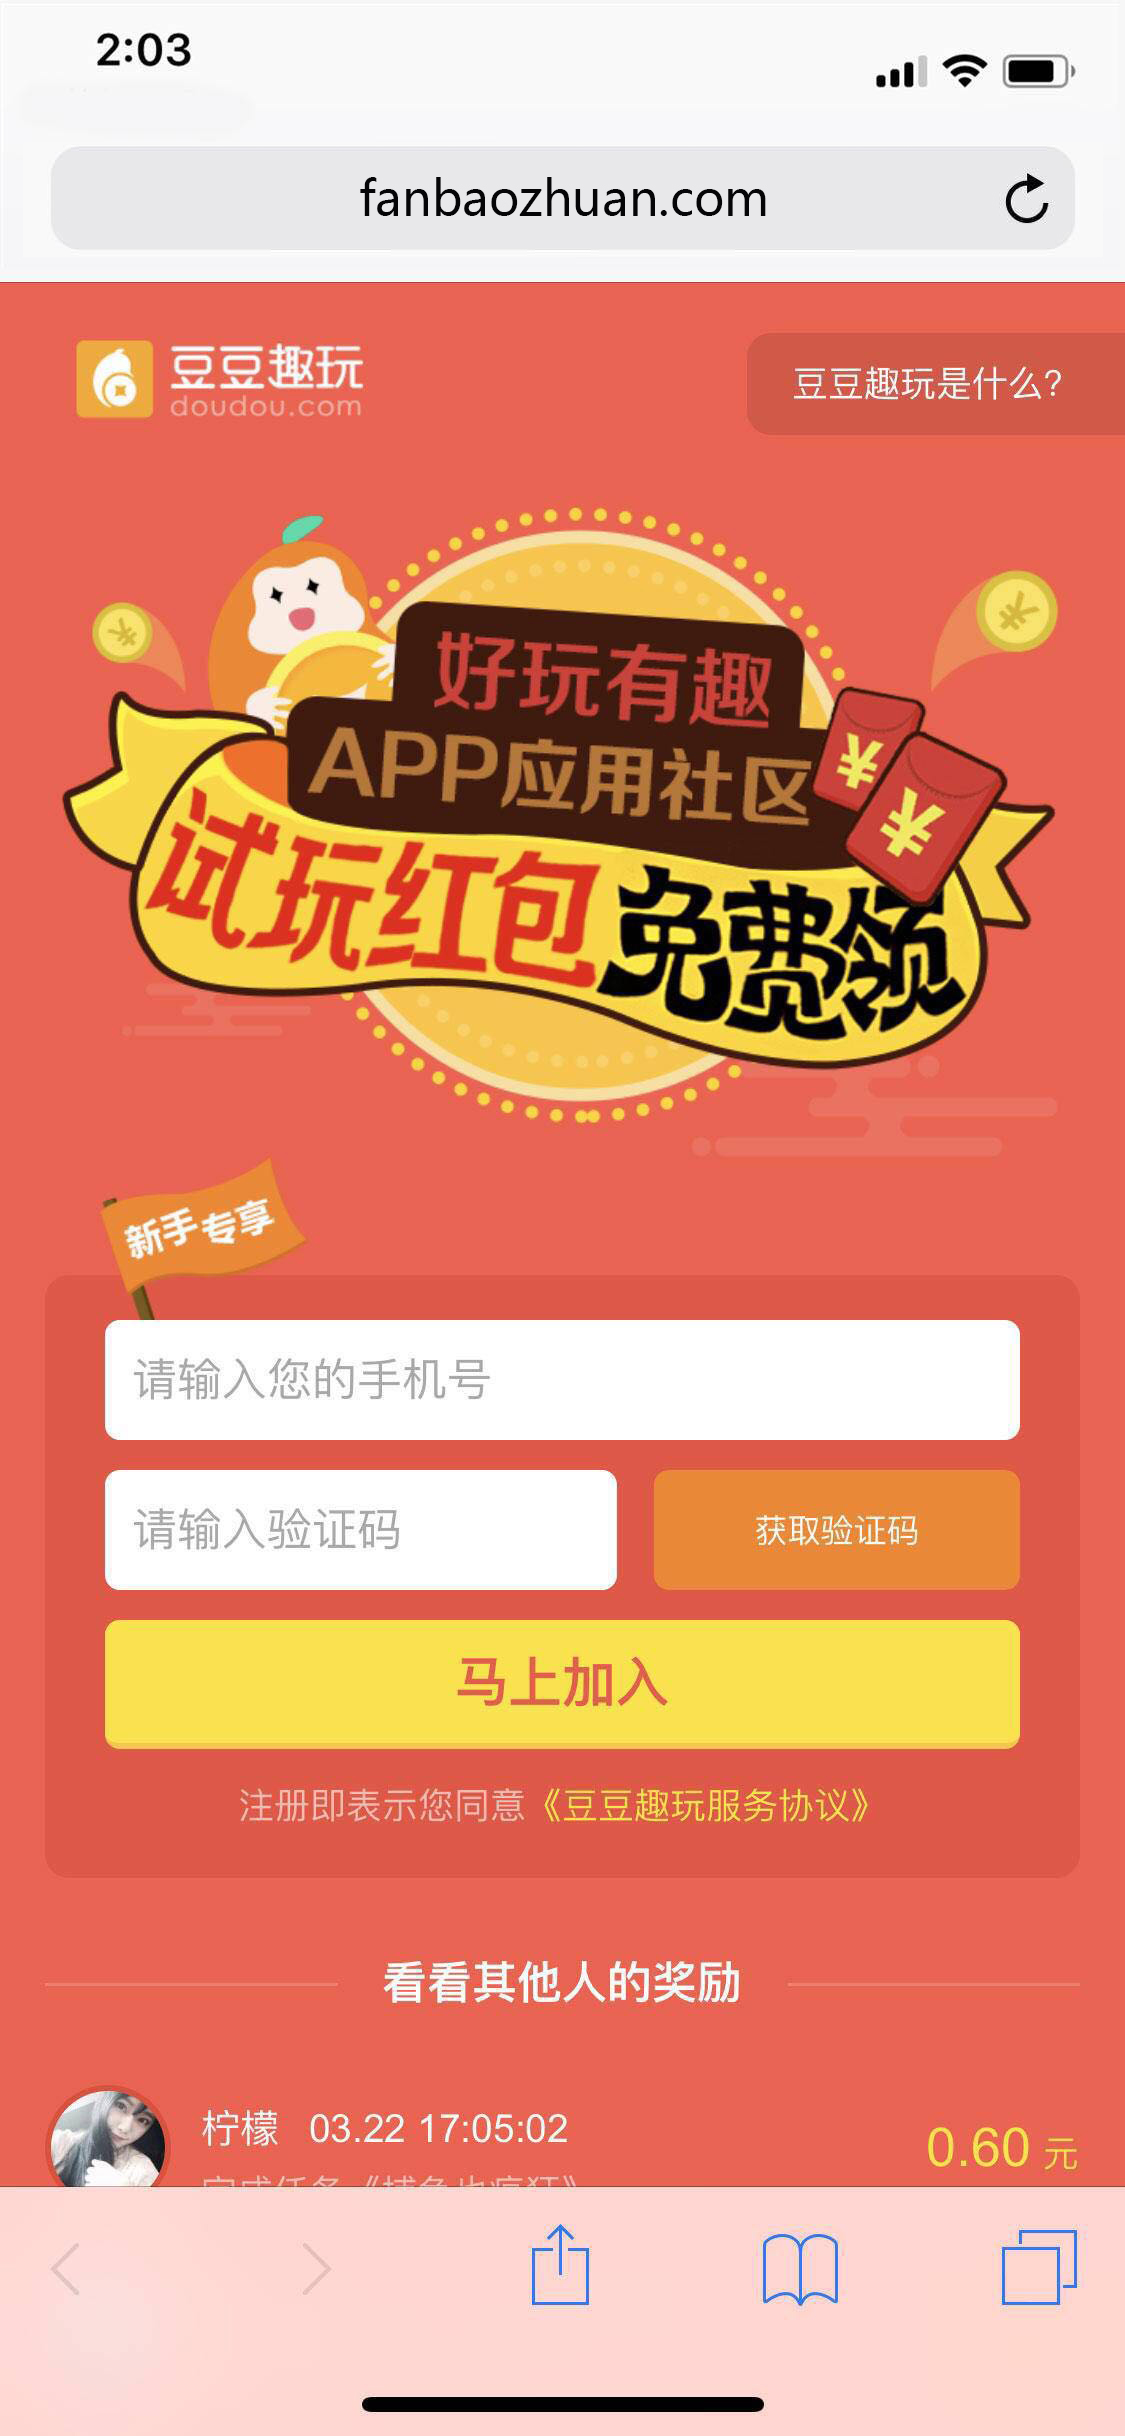 2:03
fanbaozhuan.com
豆豆趣玩
doudou.com
豆豆趣玩是什么?
好玩有趣
APP应用社区
试玩红包免费领
新手专享
请输入您的手机号
请输入验证码
获取验证码
马上加入
注册即表示您同意《豆豆趣玩服务协议》
看看其他人的奖励
柠檬 03.22 17:05:02
0.60 元